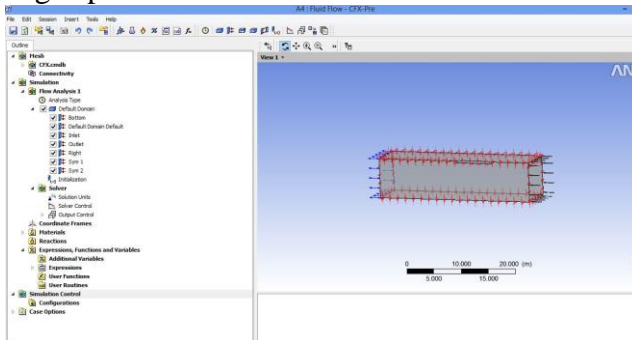 A4 : Fluid Flow - CFX-Pre
File Edit Session Insert Tools Help
Outline
Mesh
CFX.cmdb
Connectivity
Simulation
Flow Analysis 1
Analysis Type
Default Domain
Bottom
Default Domain Default
Inlet
Outlet
Right
Sym 1
Sym 2
Initialization
Solver
Solution Units
Solver Control
Output Control
Coordinate Frames
Materials
Reactions
Expressions, Functions and Variables
Additional Variables
Expressions
User Functions
User Routines
Simulation Control
Configurations
Case Options
View 1
AN
0 10.000 20.000 (m)
5.000 15.000